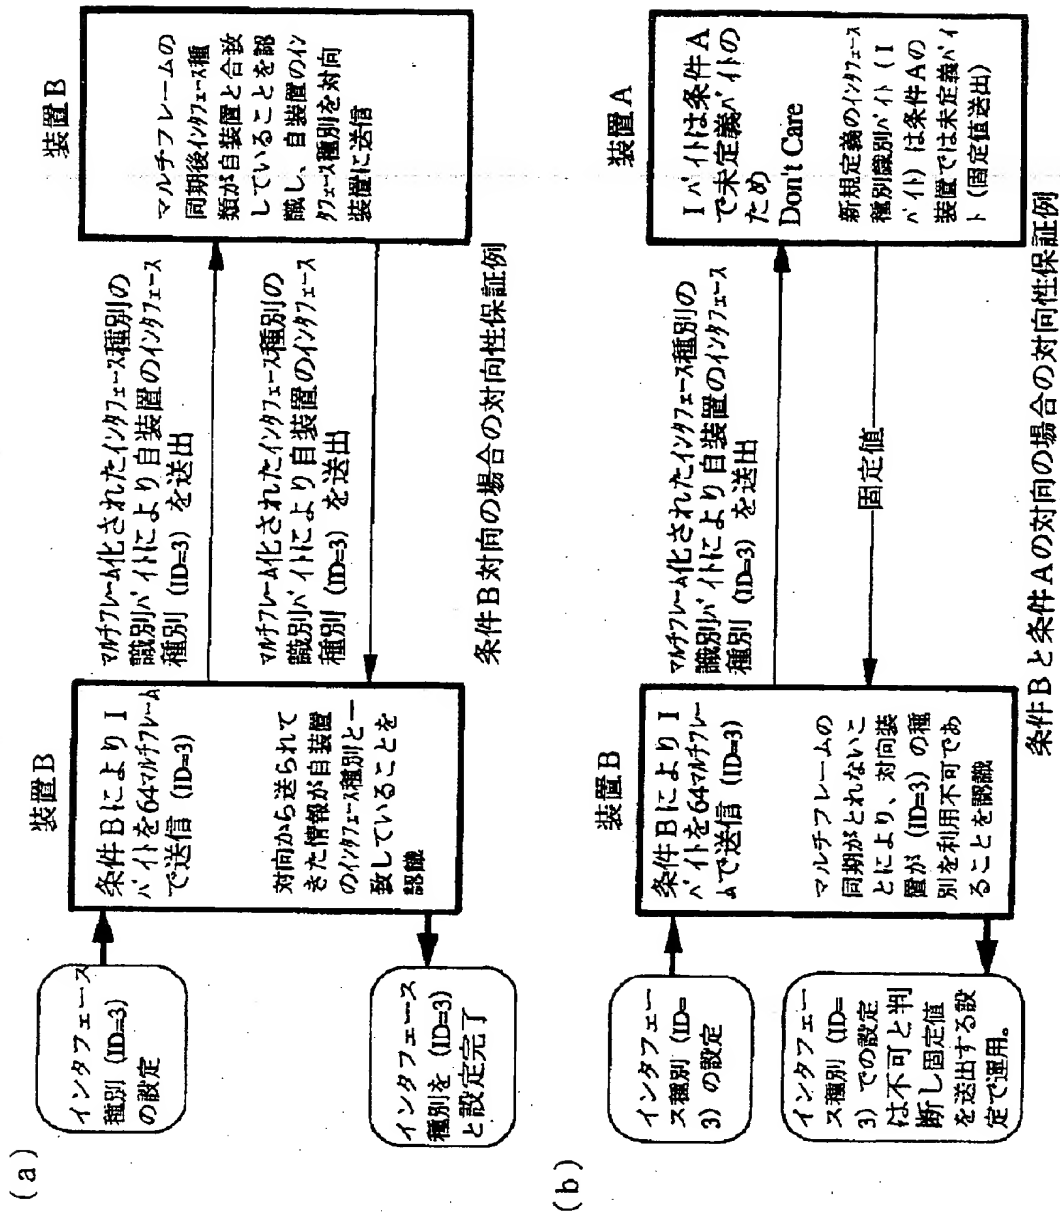 (a)
装置B
装置B
インタフェース
種別 (ID=3)
の設定
条件BによりI
バイトを64マルチフレーム
で送信 (ID=3)
マルチフレーム化されたインタフェース種別の
識別バイトにより自装置のインタフェース
種別 (ID=3) を送出
マルチフレームの
同期後インタフェース種
類が自装置と合致
していることを認
識し、自装置のイン
タフェース種別を対向
装置に送信
マルチフレーム化されたインタフェース種別の
識別バイトにより自装置のインタフェース
種別 (ID=3) を送出
対向から送られて
きた情報が自装置
のインタフェース種別と一
致していることを
認識
インタフェース
種別を (ID=3)
と設定完了
条件B対向の場合の対向性保証例
(b)
装置B
装置A
インタフェー
ス種別 (ID=
3) の設定
条件BによりI
バイトを64マルチフレー
ムで送信 (ID=3)
マルチフレーム化されたインタフェース種別の
識別バイトにより自装置のインタフェース
種別 (ID=3) を送出
Iバイトは条件A
で未定義バイトの
ため
Don't Care
新規定義のインタフェース
種別識別バイト (I
バイト) は条件Aの
装置では未定義バイ
ト (固定値送出)
固定値
マルチフレームの
同期がとれないこ
とにより、対向装
置が (ID=3) の種
別を利用不可であ
ることを認識
インタフェー
ス種別 (ID=
3) での設定
は不可と判
断し固定値
を送出する設
定で運用。
条件Bと条件Aの対向の場合の対向性保証例